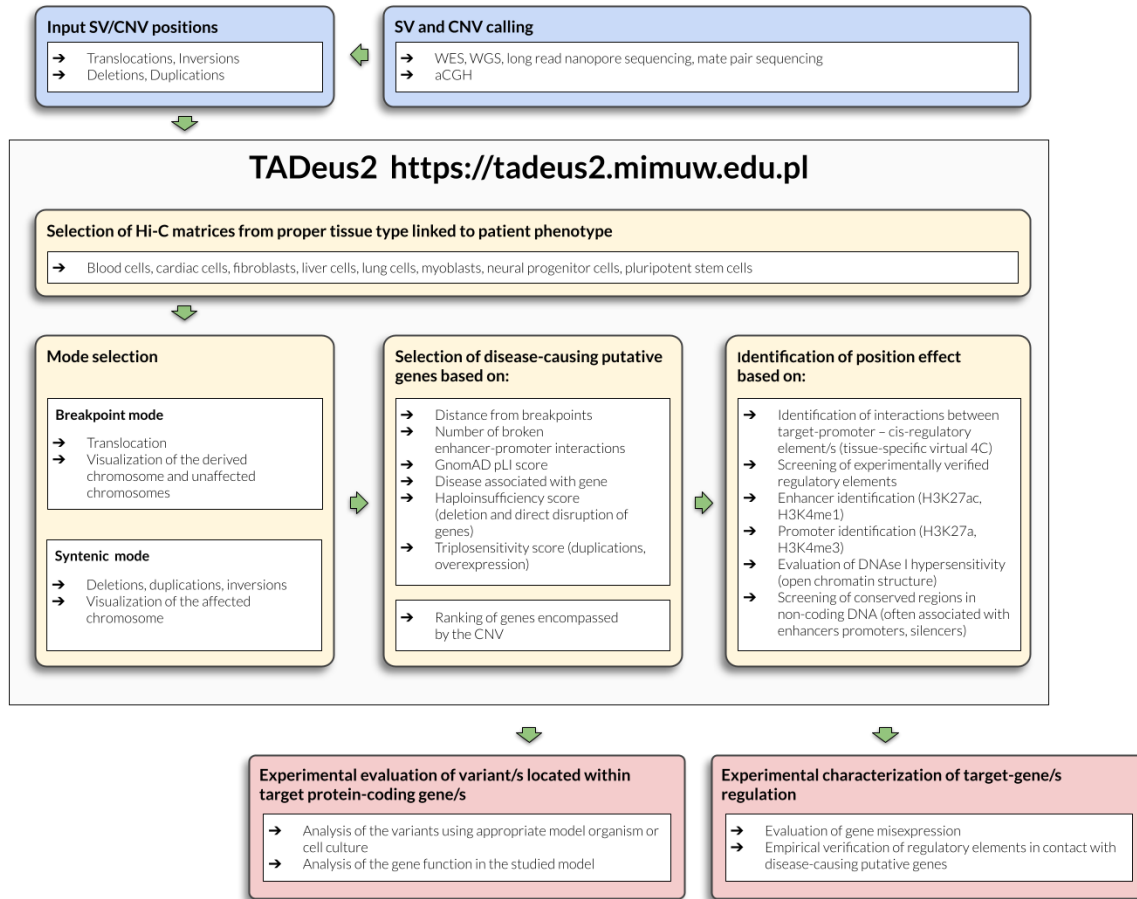 Input SV/CNV positions
➔ Translocations, Inversions
➔ Deletions, Duplications
SV and CNV calling
➔ WES, WGS, long read nanopore sequencing, mate pair sequencing
➔ aCGH
TADeus2 https://tadeus2.mimuw.edu.pl
Selection of Hi-C matrices from proper tissue type linked to patient phenotype
➔ Blood cells, cardiac cells, fibroblasts, liver cells, lung cells, myoblasts, neural progenitor cells, pluripotent stem cells
Mode selection
Breakpoint mode
➔ Translocation
➔ Visualization of the derived
chromosome and unaffected
chromosomes
Syntenic mode
➔ Deletions, duplications, inversions
➔ Visualization of the affected
chromosome
Selection of disease-causing putative
genes based on:
➔ Distance from breakpoints
➔ Number of broken
enhancer-promoter interactions
➔ GnomAD pLI score
➔ Disease associated with gene
➔ Haploinsufficiency score
(deletion and direct disruption of
genes)
➔ Triplosensitivity score (duplications,
overexpression)
➔ Ranking of genes encompassed
by the CNV
Identification of position effect
based on:
➔ Identification of interactions between
target-promoter – cis-regulatory
element/s (tissue-specific virtual 4C)
➔ Screening of experimentally verified
regulatory elements
➔ Enhancer identification (H3K27ac,
H3K4me1)
➔ Promoter identification (H3K27a,
H3K4me3)
➔ Evaluation of DNAse I hypersensitivity
(open chromatin structure)
➔ Screening of conserved regions in
non-coding DNA (often associated with
enhancers promoters, silencers)
Experimental evaluation of variant/s located within
target protein-coding gene/s
➔ Analysis of the variants using appropriate model organism or
cell culture
➔ Analysis of the gene function in the studied model
Experimental characterization of target-gene/s
regulation
➔ Evaluation of gene misexpression
➔ Empirical verification of regulatory elements in contact with
disease-causing putative genes